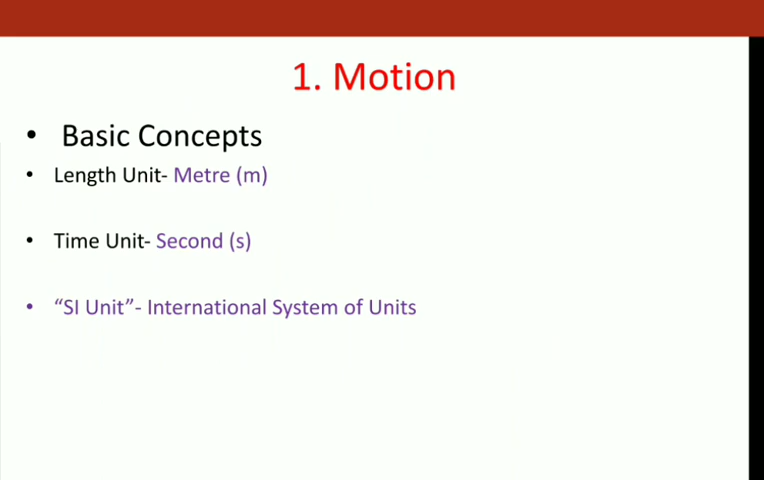 1. Motion
• Basic Concepts
• Length Unit- Metre (m)
• Time Unit- Second (s)
• “SI Unit”- International System of Units